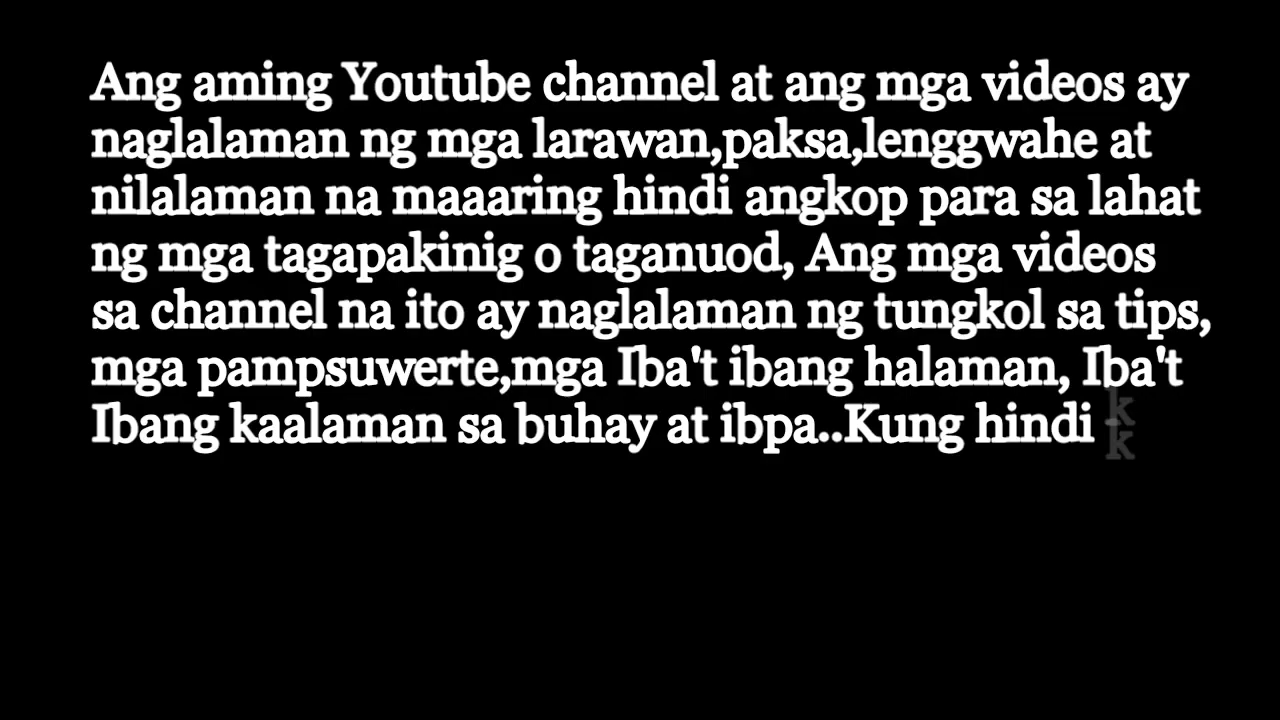 Ang aming Youtube channel at ang mga videos ay
naglalaman ng mga larawan,paksa,lenggwahe at
nilalaman na maaaring hindi angkop para sa lahat
ng mga tagapakinig o taganuod, Ang mga videos
sa channel na ito ay naglalaman ng tungkol sa tips,
mga pampsuwerte,mga Iba't ibang halaman, Iba't
Ibang kaalaman sa buhay at ibpa..Kung hindi